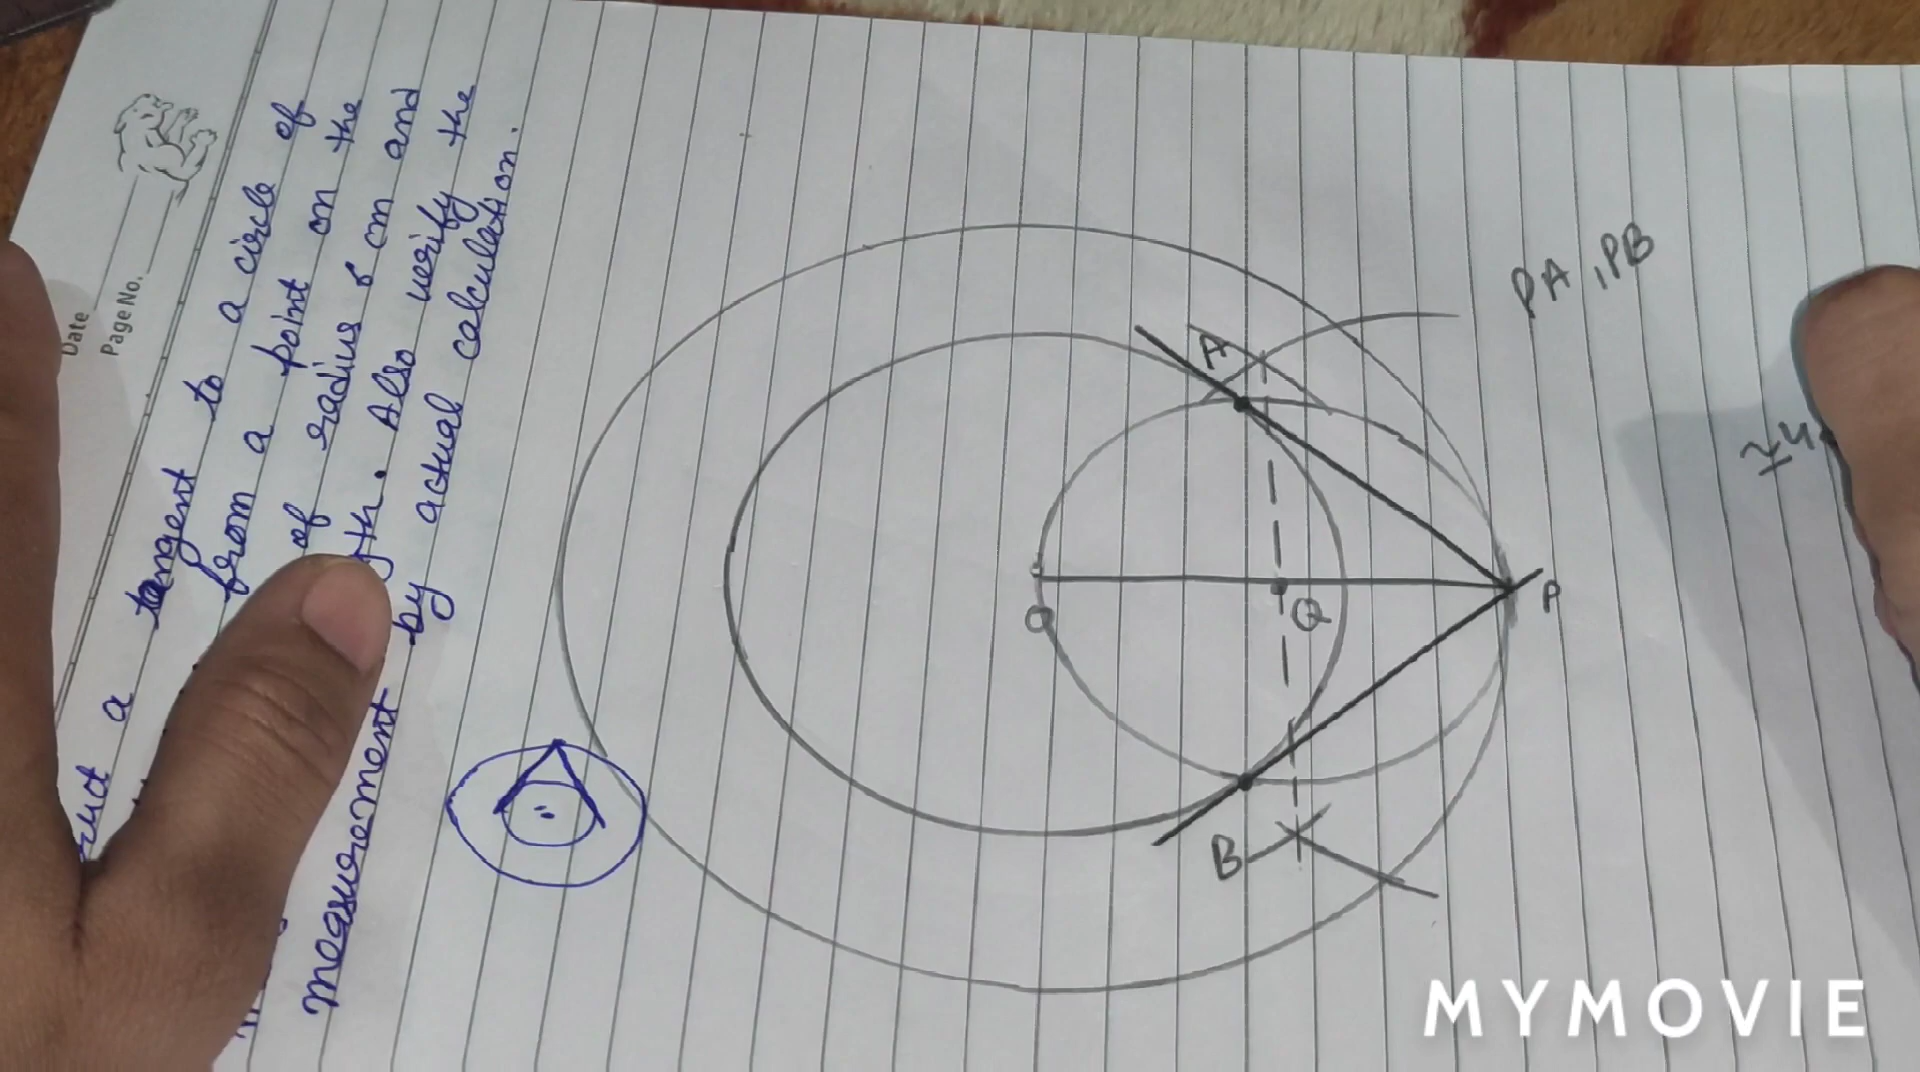 Date
Page No.
a tangent to a circle of
from a point on the
of radius 6 cm and
Also verify the
measurement by actual calculation.
PA, PB
A
O
Q
P
B
MYMOVIE